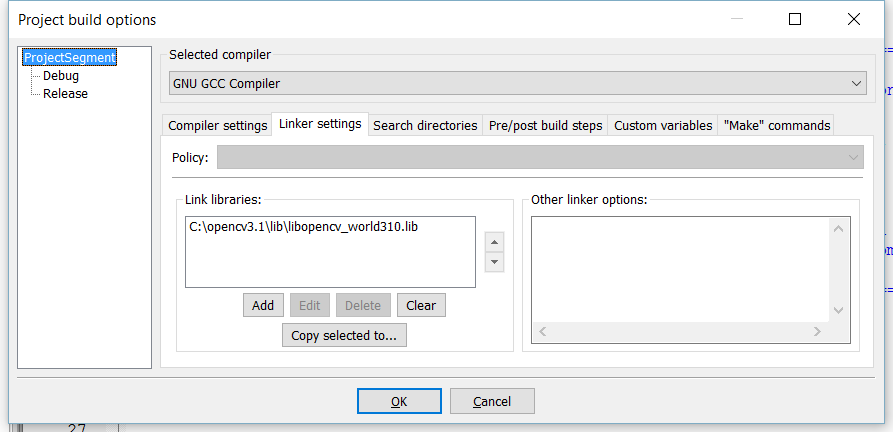 Project build options
ProjectSegment
Debug
Release
Selected compiler
GNU GCC Compiler
Compiler settings
Linker settings
Search directories
Pre/post build steps
Custom variables
"Make" commands
Policy:
Link libraries:
C:\opencv3.1\lib\libopencv_world310.lib
Add
Edit
Delete
Clear
Copy selected to...
Other linker options:
OK
Cancel
==
or
om
==
27